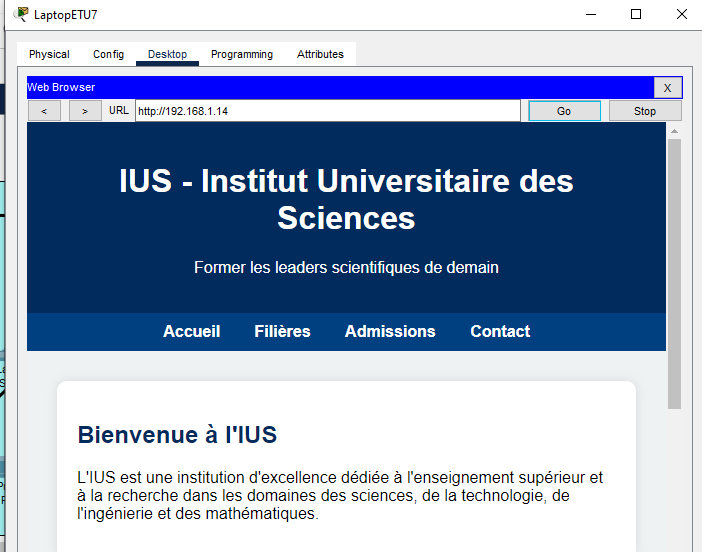 LaptopETU7
Physical Config Desktop Programming Attributes
Web Browser X
< > URL http://192.168.1.14 Go Stop
IUS - Institut Universitaire des
Sciences
Former les leaders scientifiques de demain
Accueil Filières Admissions Contact
Bienvenue à l'IUS
L'IUS est une institution d'excellence dédiée à l'enseignement supérieur et
à la recherche dans les domaines des sciences, de la technologie, de
l'ingénierie et des mathématiques.